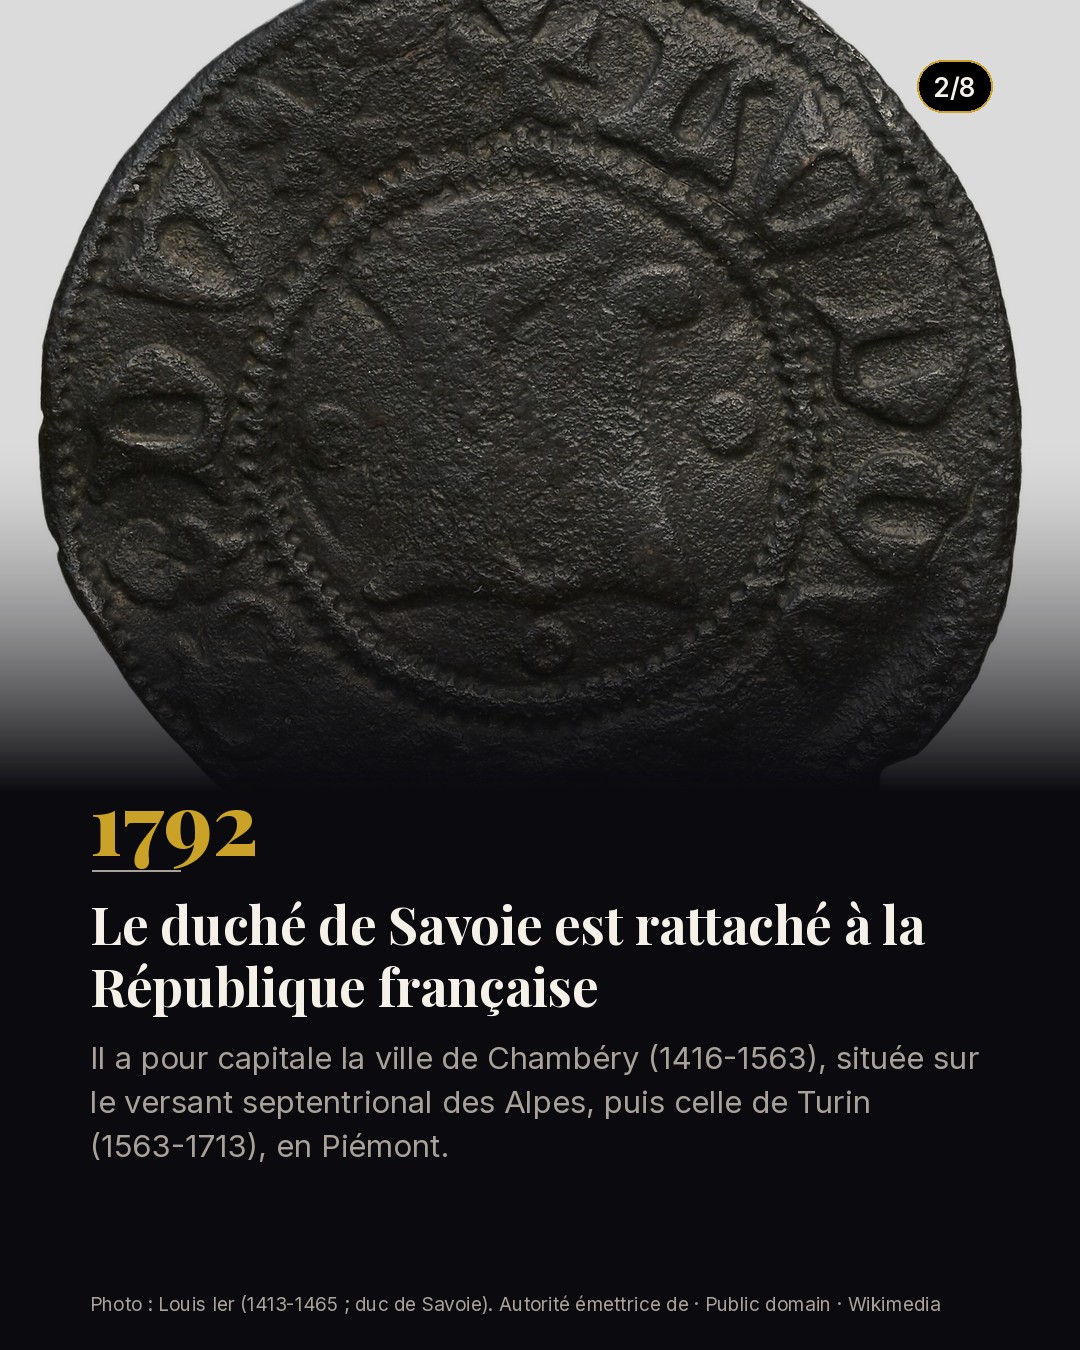 2/8
1792
Le duché de Savoie est rattaché à la
République française
Il a pour capitale la ville de Chambéry (1416-1563), située sur
le versant septentrional des Alpes, puis celle de Turin
(1563-1713), en Piémont.
Photo : Louis Ier (1413-1465 ; duc de Savoie). Autorité émettrice de · Public domain · Wikimedia